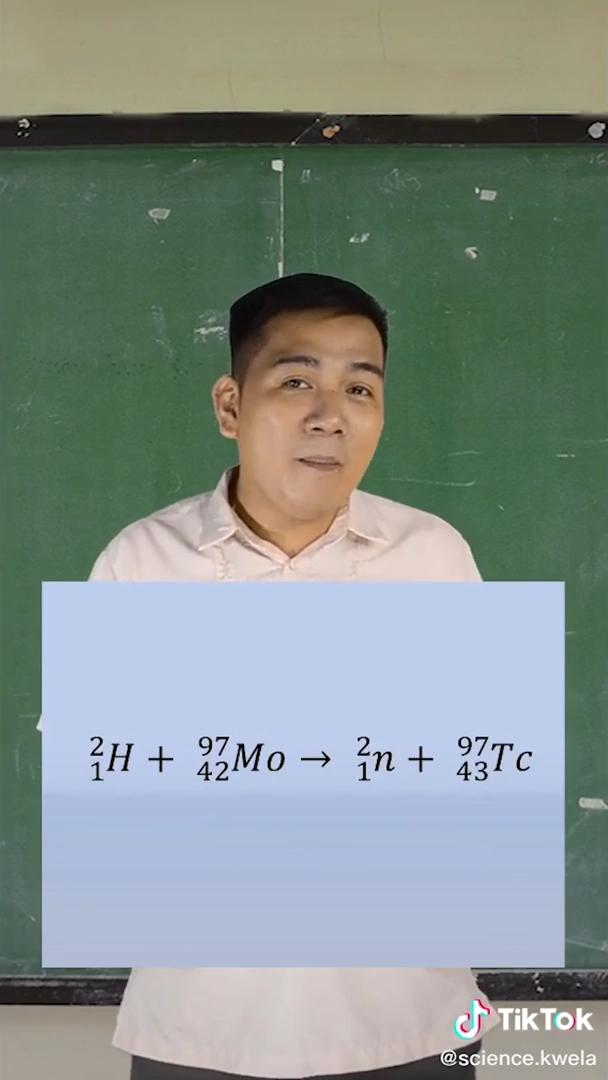 ²₁H + ⁹⁷₄₂Mo → ²₁n + ⁹⁷₄₃Tc
TikTok
@science.kwela